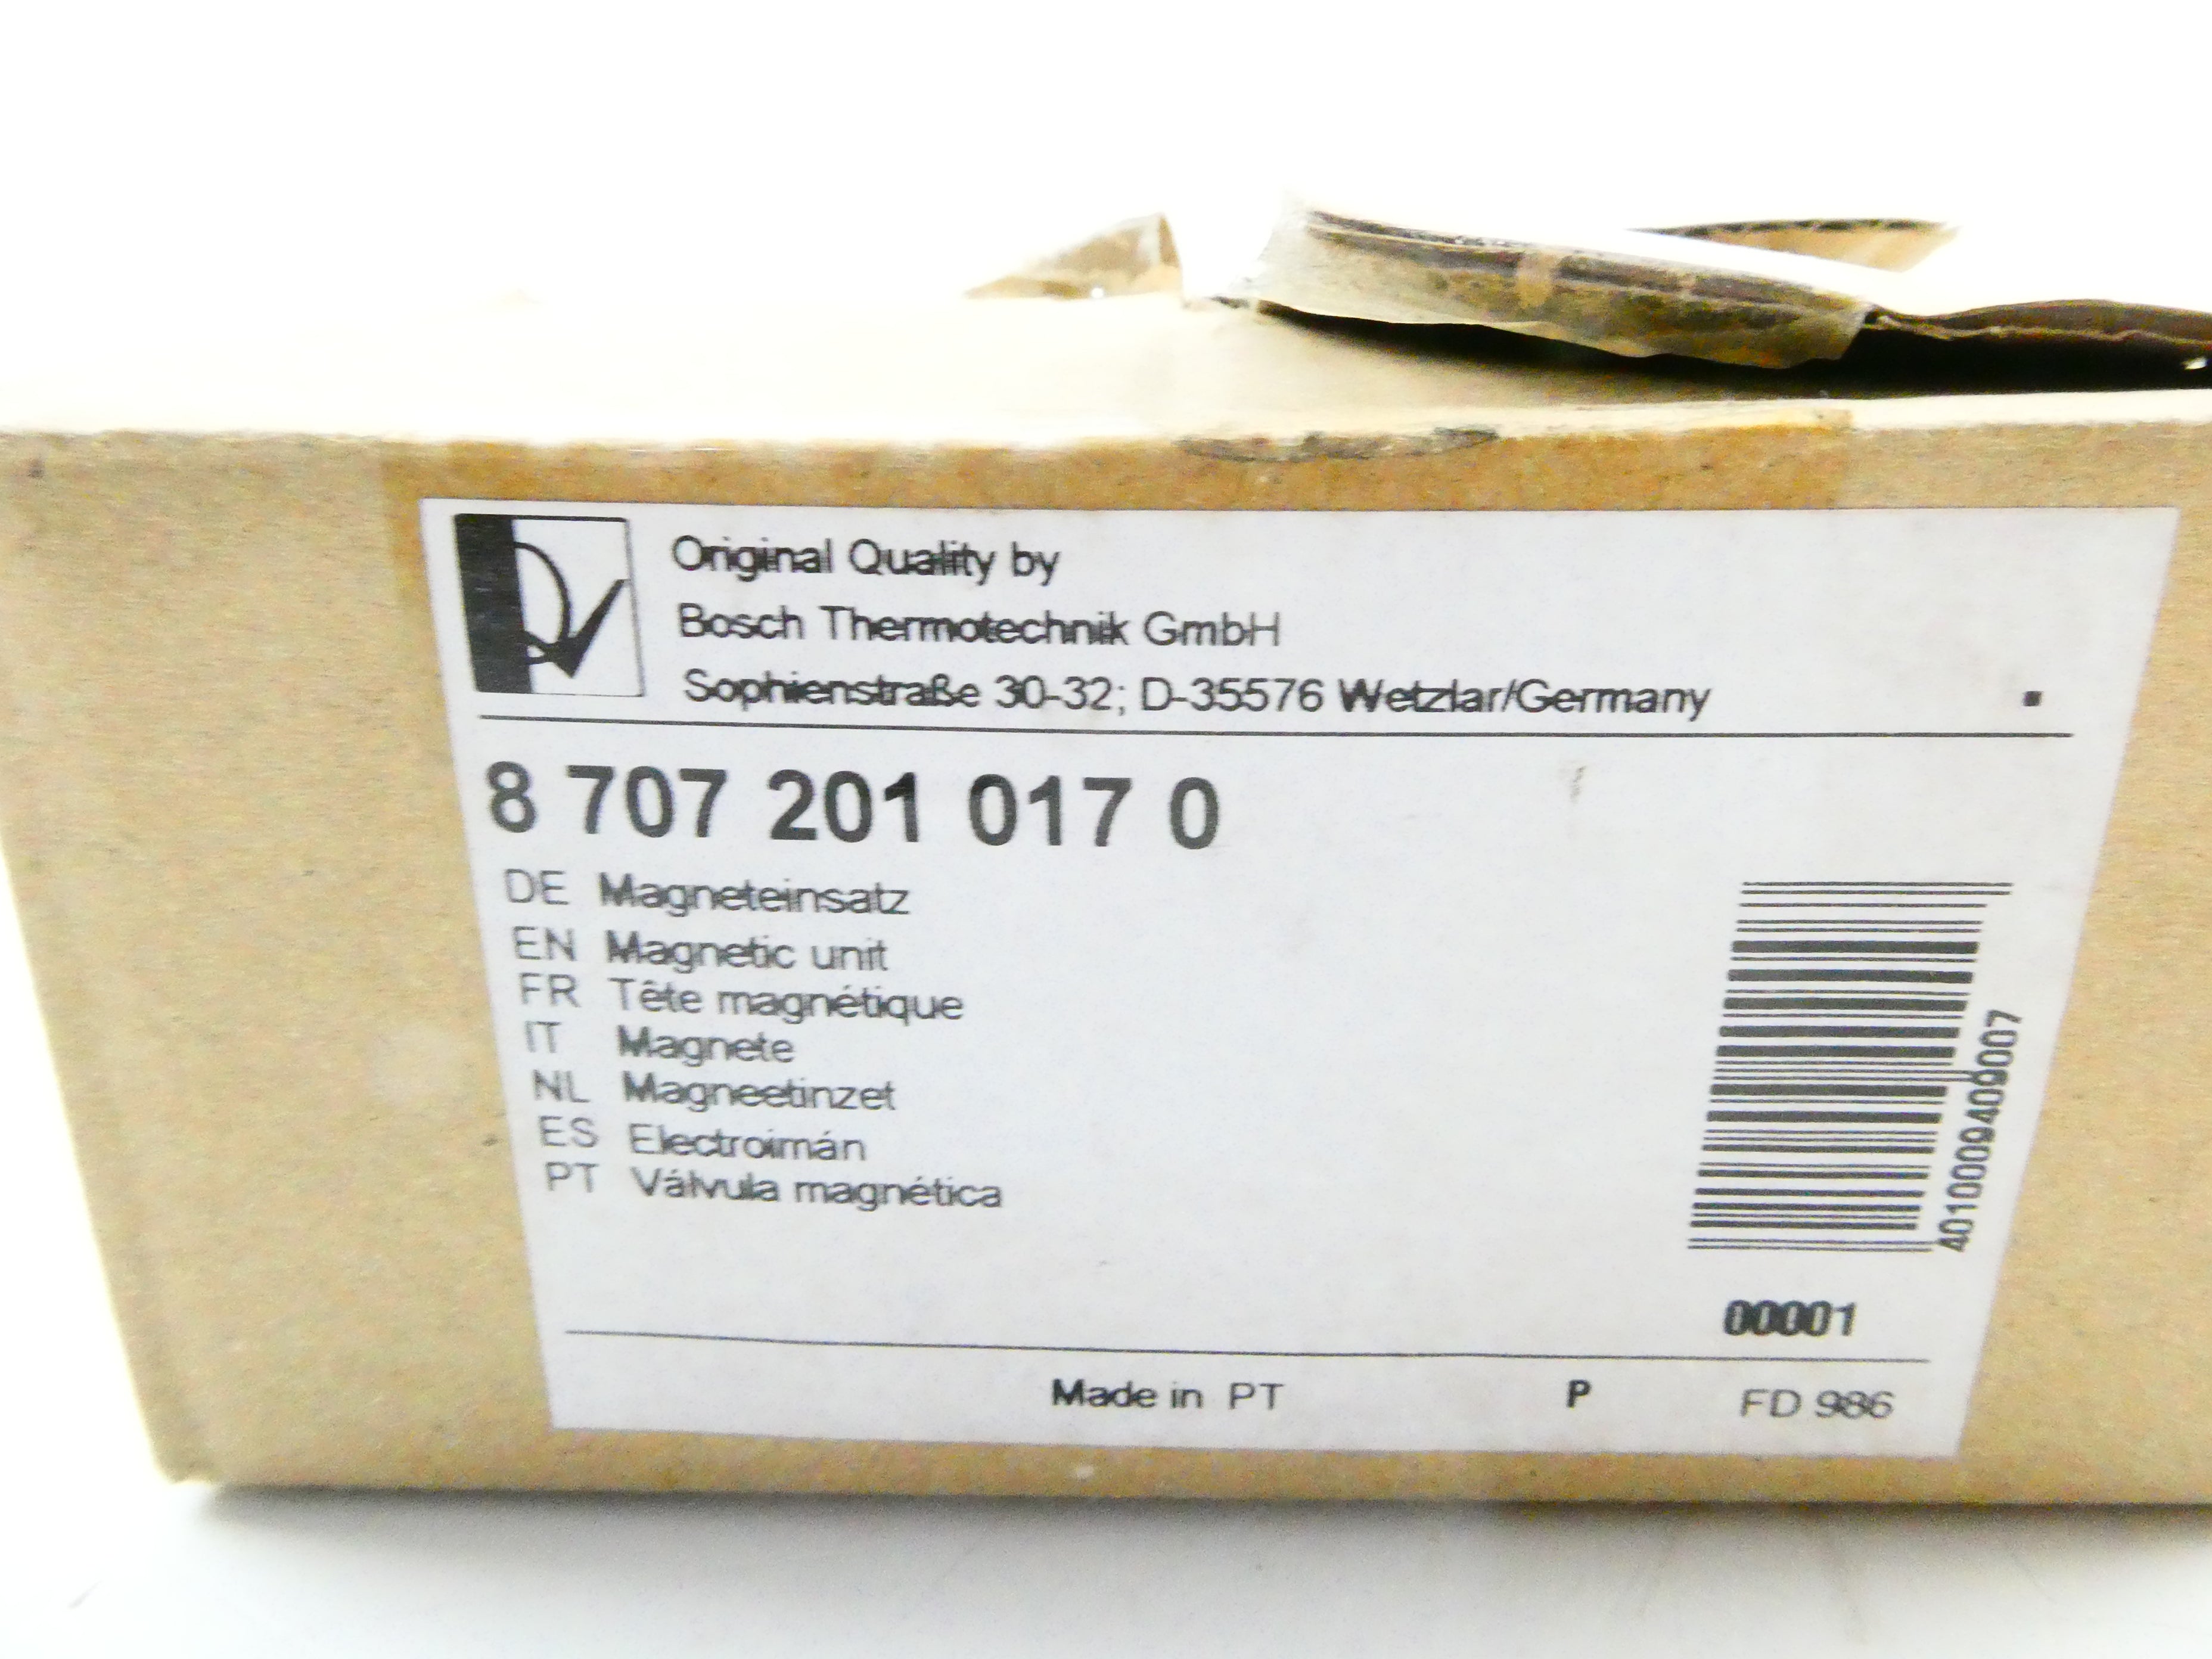 Original Quality by
Bosch Thermotechnik GmbH
Sophienstraße 30-32; D-35576 Wetzlar/Germany
8 707 201 017 0
DE Magneteinsatz
EN Magnetic unit
FR Tête magnétique
IT Magnete
NL Magneetinzet
ES Electroimán
PT Válvula magnética
4010009409007
00001
Made in PT P FD 986